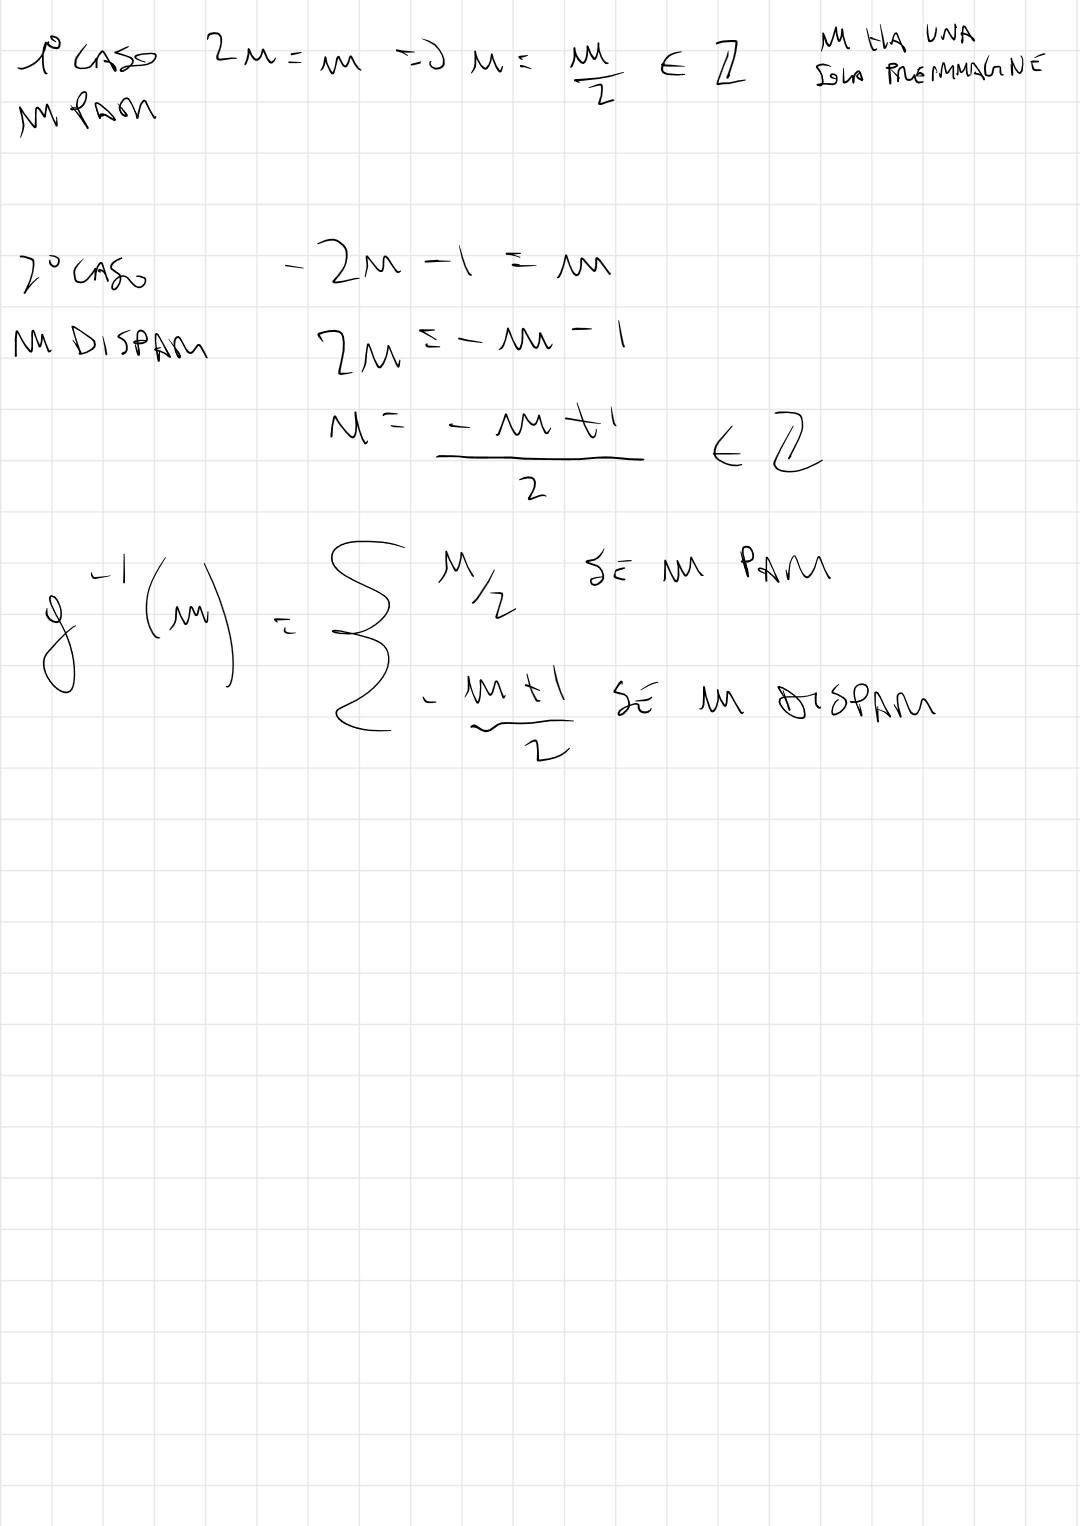 1° CASO 2n = m => n = m/2 ∈ ℤ m HA UNA
m PARI SOLA PREIMMAGINE
2° CASO - 2n - 1 = m
m DISPARI 2n = - m - 1
n = - m + 1 / 2 ∈ ℤ
g⁻¹(m) = { n/2 SE m PARI
- m + 1 / 2 SE m DISPARI